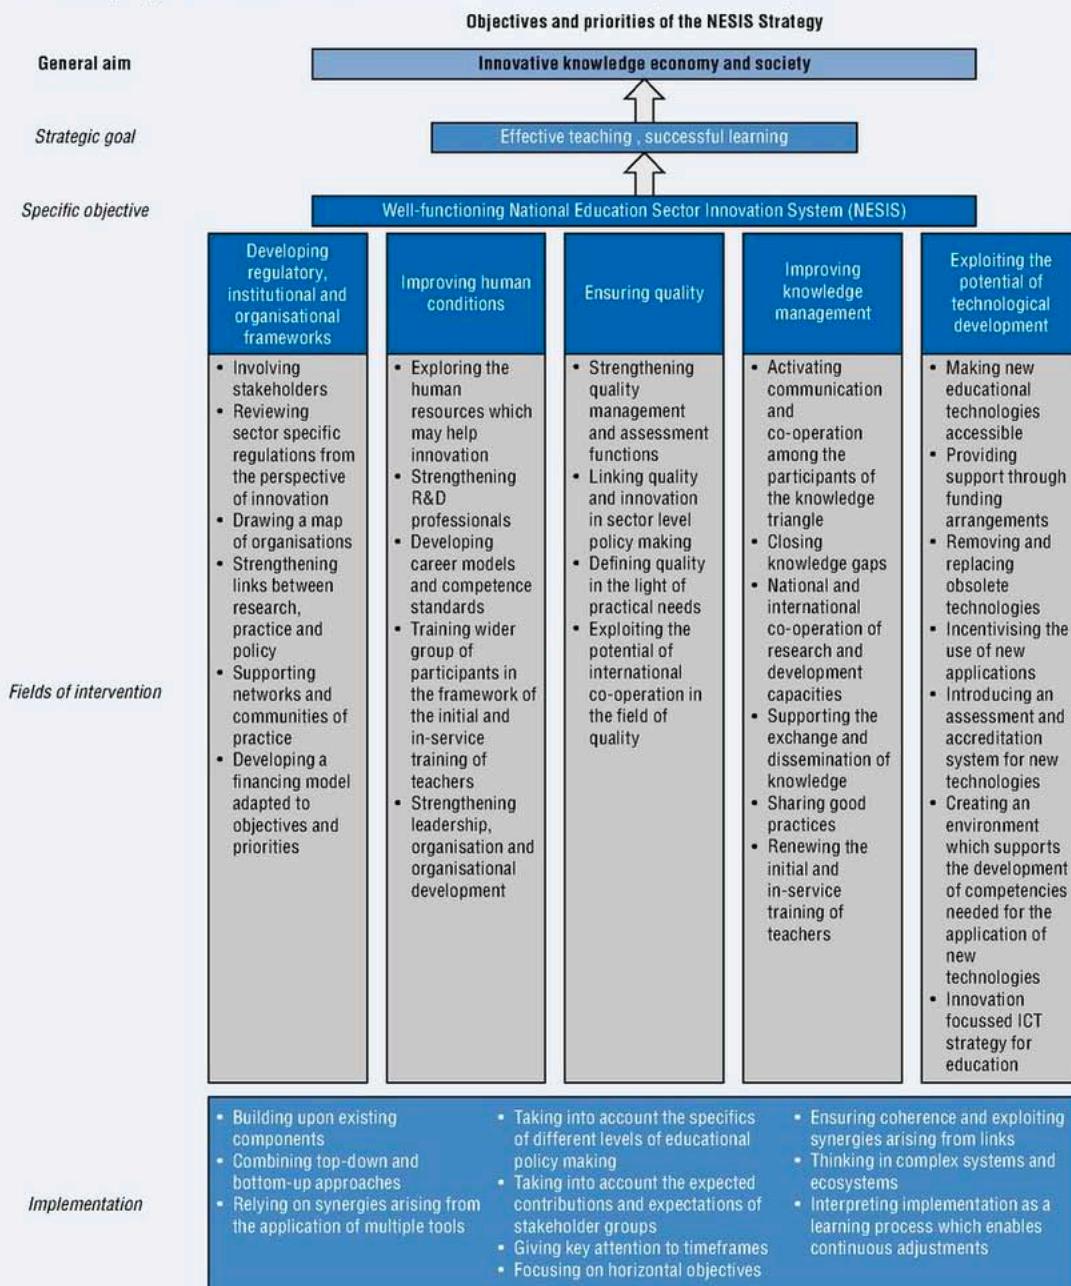 Objectives and priorities of the NESIS Strategy
General aim
Innovative knowledge economy and society
Strategic goal
Effective teaching , successful learning
Specific objective
Well-functioning National Education Sector Innovation System (NESIS)
Developing
regulatory,
institutional and
organisational
frameworks
Improving human
conditions
Ensuring quality
Improving
knowledge
management
Exploiting the
potential of
technological
development
Fields of intervention
• Involving
stakeholders
• Reviewing
sector specific
regulations from
the perspective
of innovation
• Drawing a map
of organisations
• Strengthening
links between
research,
practice and
policy
• Supporting
networks and
communities of
practice
• Developing a
financing model
adapted to
objectives and
priorities
• Exploring the
human
resources which
may help
innovation
• Strengthening
R&D
professionals
• Developing
career models
and competence
standards
• Training wider
group of
participants in
the framework of
the initial and
in-service
training of
teachers
• Strengthening
leadership,
organisation and
organisational
development
• Strengthening
quality
management
and assessment
functions
• Linking quality
and innovation
in sector level
policy making
• Defining quality
in the light of
practical needs
• Exploiting the
potential of
international
co-operation in
the field of
quality
• Activating
communication
and
co-operation
among the
participants of
the knowledge
triangle
• Closing
knowledge gaps
• National and
international
co-operation of
research and
development
capacities
• Supporting the
exchange and
dissemination of
knowledge
• Sharing good
practices
• Renewing the
initial and
in-service
training of
teachers
• Making new
educational
technologies
accessible
• Providing
support through
funding
arrangements
• Removing and
replacing
obsolete
technologies
• Incentivising the
use of new
applications
• Introducing an
assessment and
accreditation
system for new
technologies
• Creating an
environment
which supports
the development
of competencies
needed for the
application of
new
technologies
• Innovation
focussed ICT
strategy for
education
Implementation
• Building upon existing
components
• Combining top-down and
bottom-up approaches
• Relying on synergies arising from
the application of multiple tools
• Taking into account the specifics
of different levels of educational
policy making
• Taking into account the expected
contributions and expectations of
stakeholder groups
• Giving key attention to timeframes
• Focusing on horizontal objectives
• Ensuring coherence and exploiting
synergies arising from links
• Thinking in complex systems and
ecosystems
• Interpreting implementation as a
learning process which enables
continuous adjustments